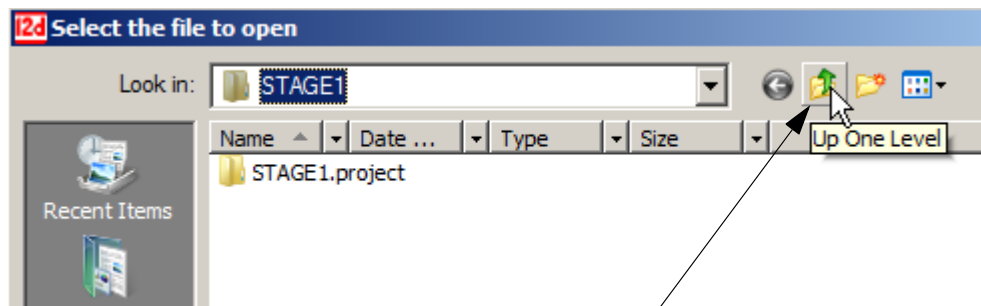 i2d Select the file to open
Look in: STAGE1
Name Date ... Type Size
Up One Level
STAGE1.project
Recent Items